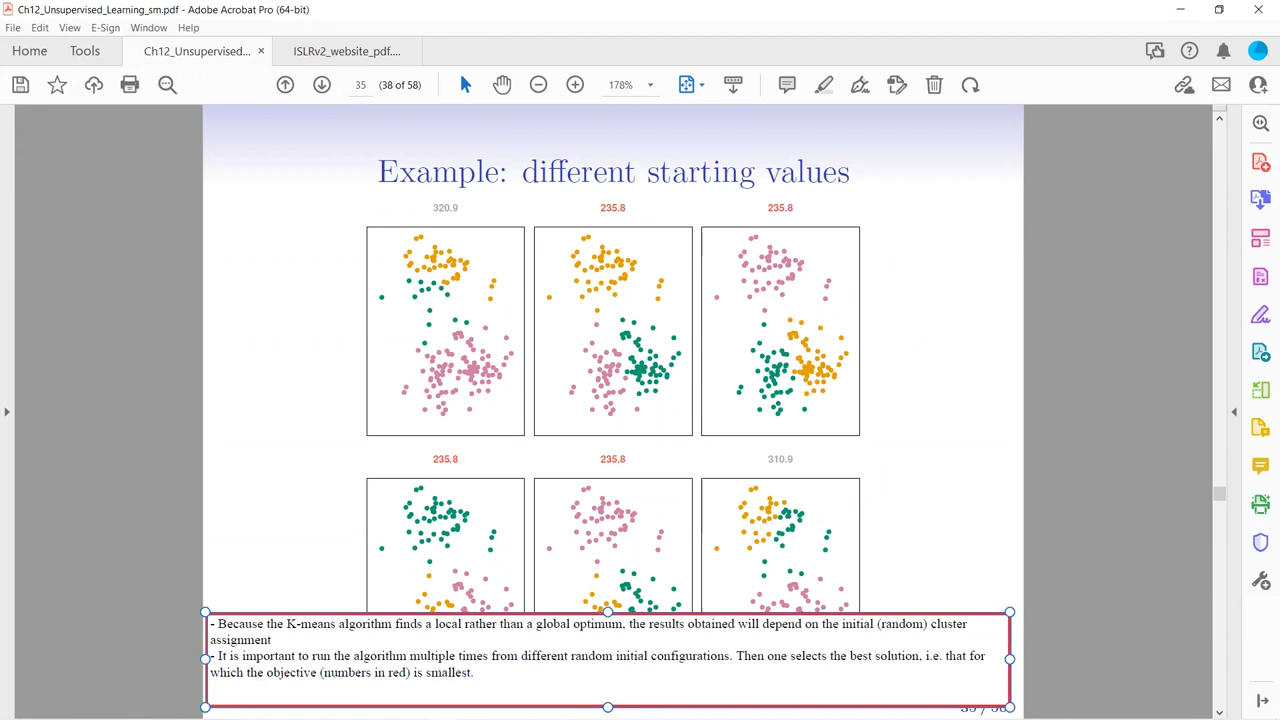 Ch12_Unsupervised_Learning_sm.pdf - Adobe Acrobat Pro (64-bit)
File Edit View E-Sign Window Help
Home Tools Ch12_Unsupervised... × ISLRv2_website_pdf....
35 (38 of 58) 178%
Example: different starting values
320.9 235.8 235.8
235.8 235.8 310.9
- Because the K-means algorithm finds a local rather than a global optimum, the results obtained will depend on the initial (random) cluster
assignment
- It is important to run the algorithm multiple times from different random initial configurations. Then one selects the best solution, i.e. that for
which the objective (numbers in red) is smallest.